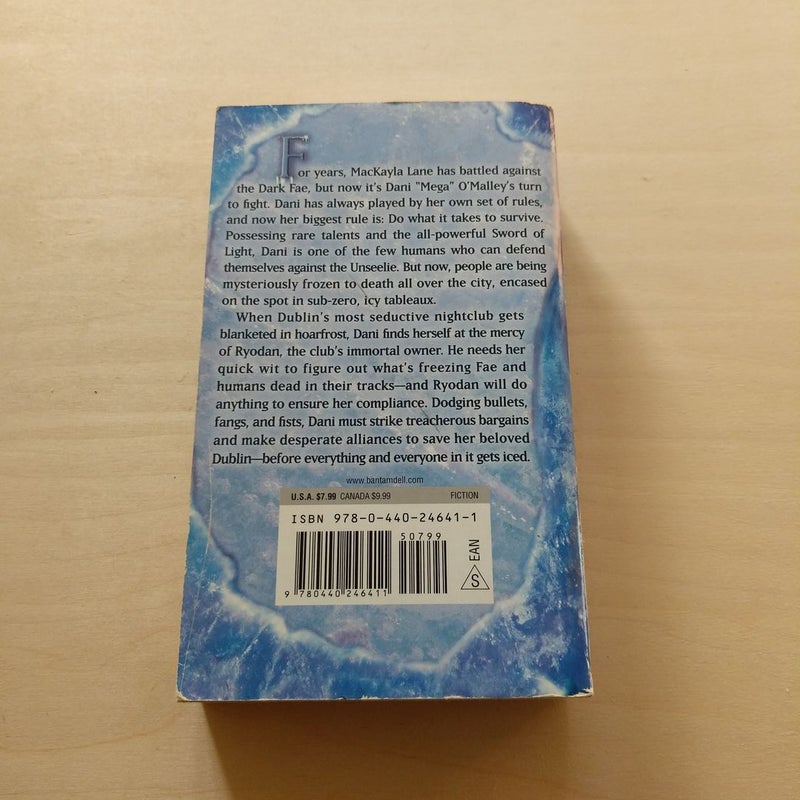 For years, MacKayla Lane has battled against
the Dark Fae, but now it's Dani "Mega" O'Malley's turn
to fight. Dani has always played by her own set of rules,
and now her biggest rule is: Do what it takes to survive.
Possessing rare talents and the all-powerful Sword of
Light, Dani is one of the few humans who can defend
themselves against the Unseelie. But now, people are being
mysteriously frozen to death all over the city, encased
on the spot in sub-zero, icy tableaux.
When Dublin's most seductive nightclub gets
blanketed in hoarfrost, Dani finds herself at the mercy
of Ryodan, the club's immortal owner. He needs her
quick wit to figure out what's freezing Fae and
humans dead in their tracks—and Ryodan will do
anything to ensure her compliance. Dodging bullets,
fangs, and fists, Dani must strike treacherous bargains
and make desperate alliances to save her beloved
Dublin—before everything and everyone in it gets iced.
www.bantamdell.com
U.S.A. $7.99 CANADA $9.99 FICTION
ISBN 978-0-440-24641-1
50799
9 780440 246411
S EAN